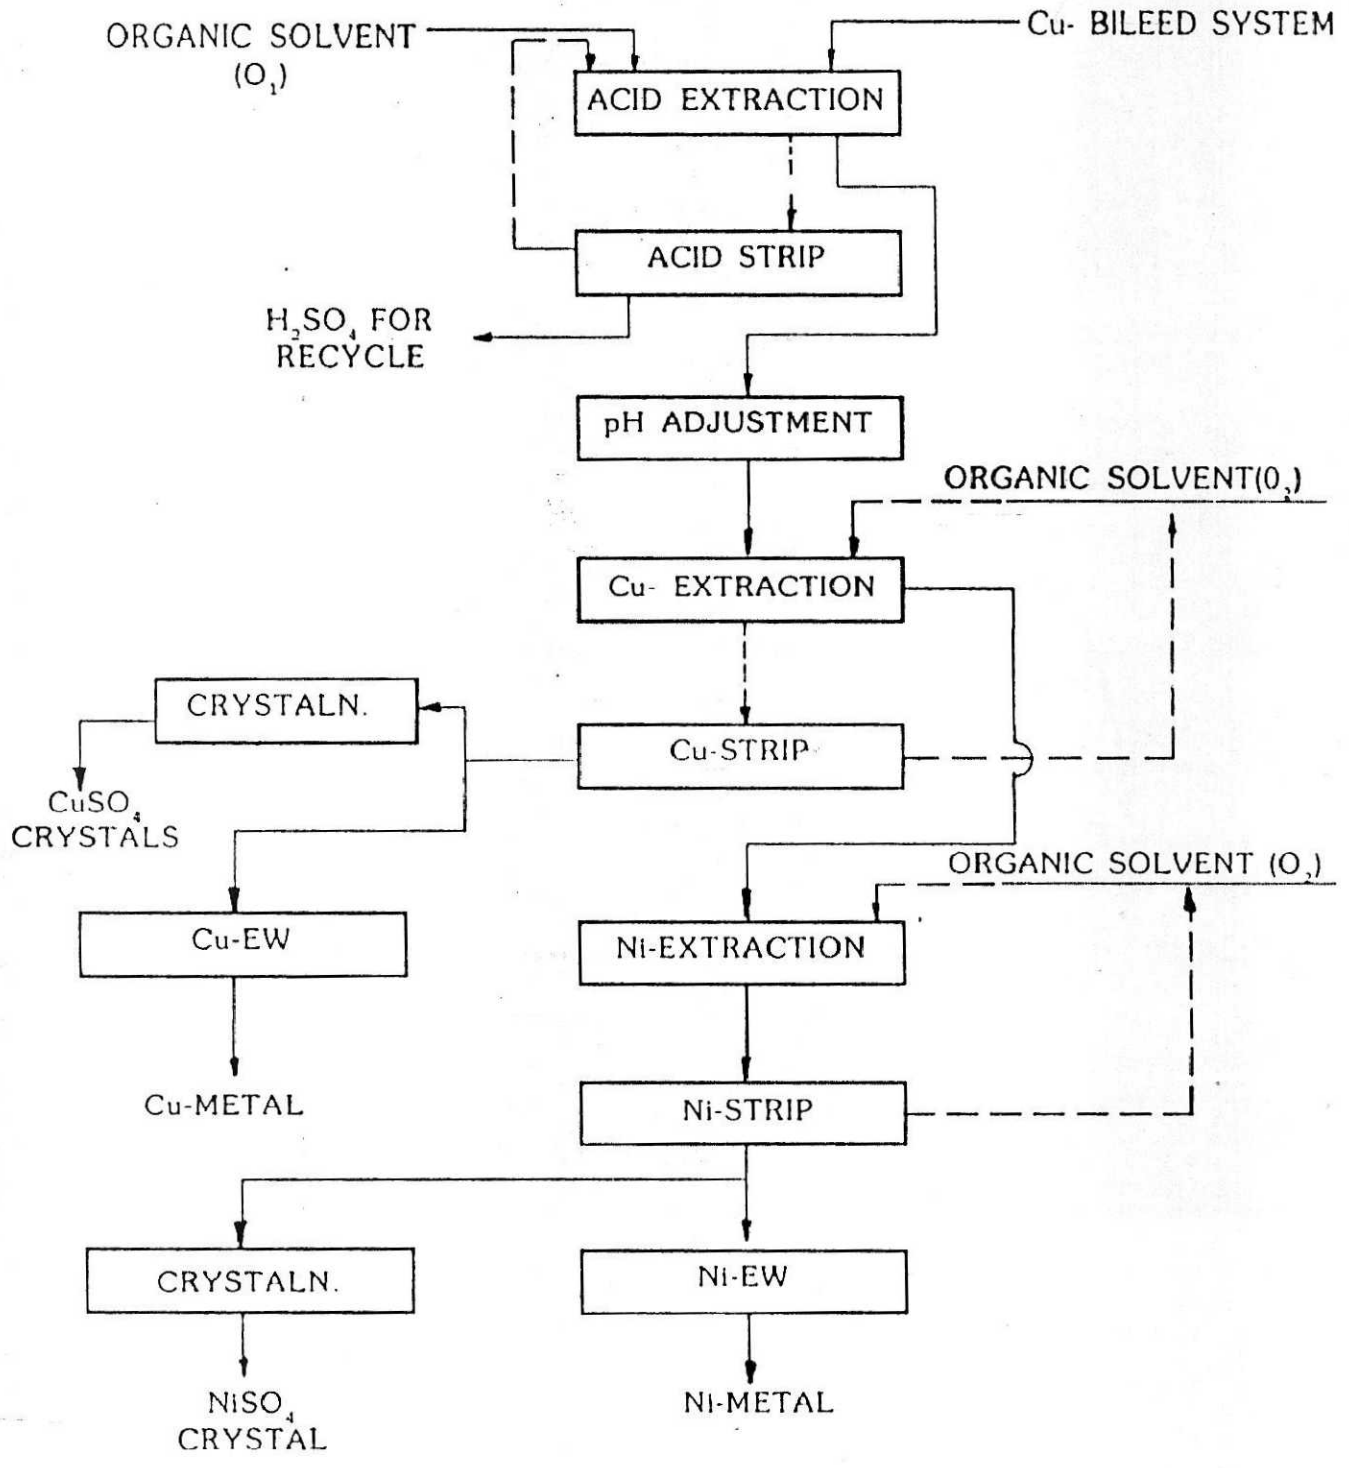 ORGANIC SOLVENT
(O₁)
Cu- BILEED SYSTEM
ACID EXTRACTION
ACID STRIP
H₂SO₄ FOR
RECYCLE
pH ADJUSTMENT
ORGANIC SOLVENT(O₂)
Cu- EXTRACTION
CRYSTALN.
Cu-STRIP
CuSO₄
CRYSTALS
ORGANIC SOLVENT (O₂)
Cu-EW
Ni-EXTRACTION
Cu-METAL
Ni-STRIP
CRYSTALN.
Ni-EW
NiSO₄
CRYSTAL
Ni-METAL